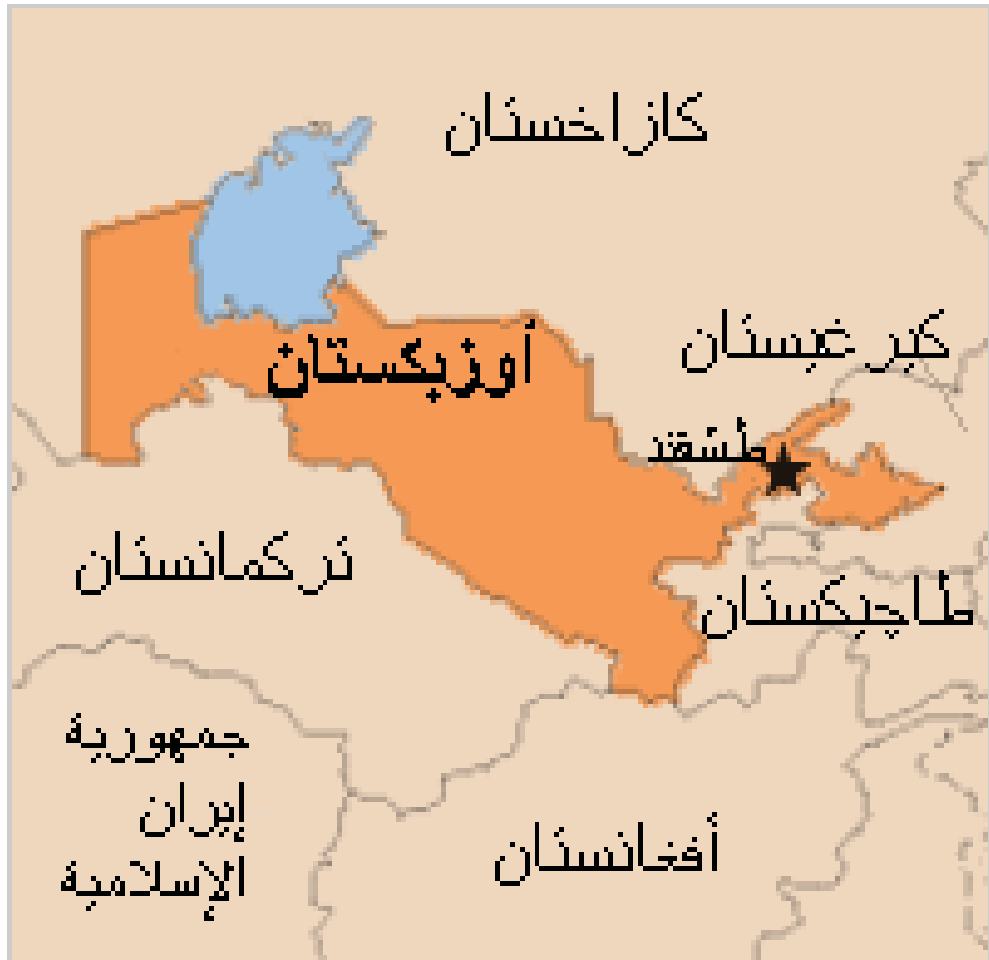 كازاخستان
كيرغيستان
أوزبكستان
طشقند
تركمانستان
طاجيكستان
جمهورية
إيران
الإسلامية
أفغانستان